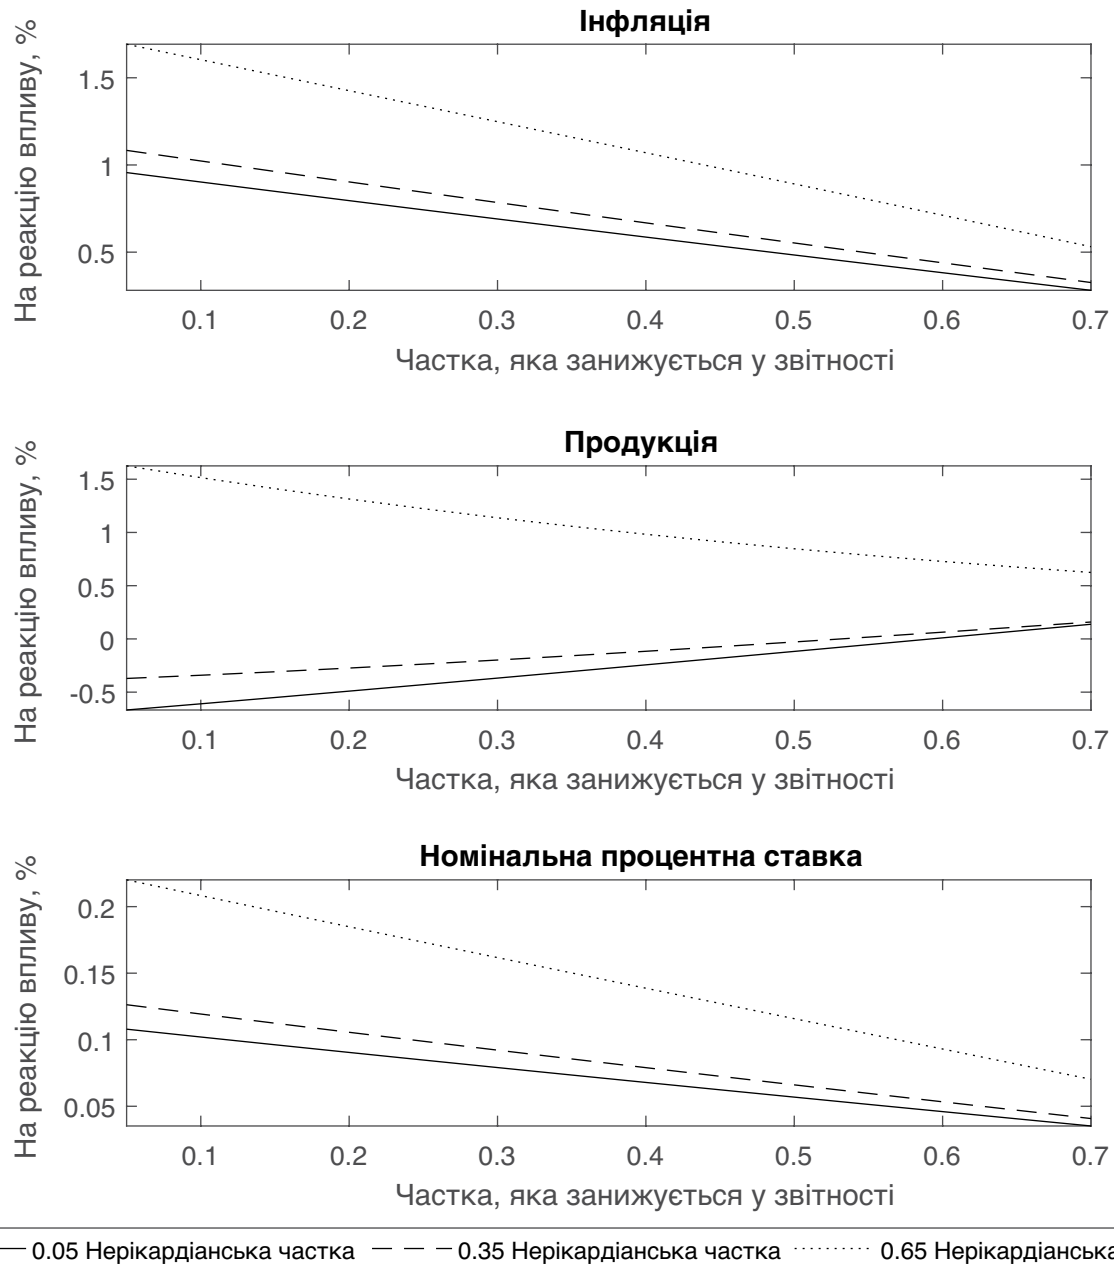 Інфляція
На реакцію впливу, %
1.5
1
0.5
0.1 0.2 0.3 0.4 0.5 0.6 0.7
Частка, яка занижується у звітності
Продукція
На реакцію впливу, %
1.5
1
0.5
0
-0.5
0.1 0.2 0.3 0.4 0.5 0.6 0.7
Частка, яка занижується у звітності
Номінальна процентна ставка
На реакцію впливу, %
0.2
0.15
0.1
0.05
0.1 0.2 0.3 0.4 0.5 0.6 0.7
Частка, яка занижується у звітності
0.05 Нерікардіанська частка 0.35 Нерікардіанська частка 0.65 Нерікардіанська